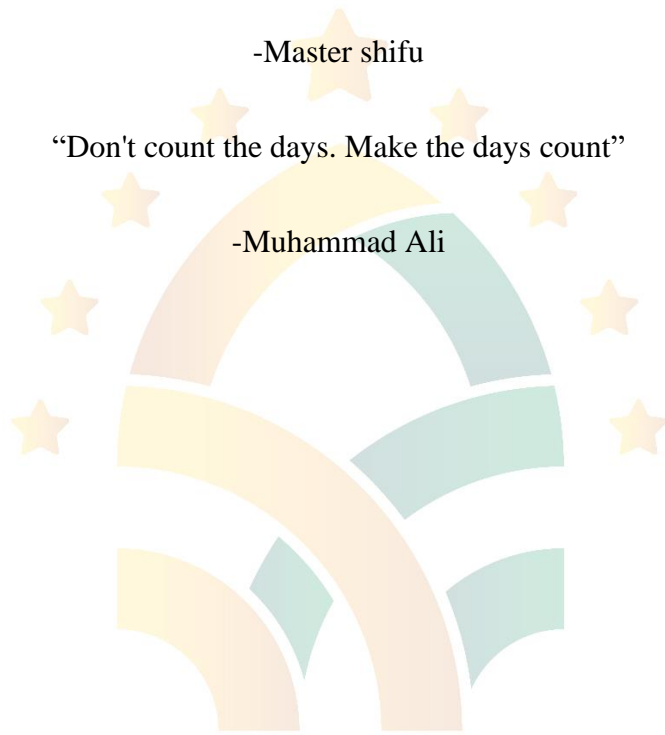 -Master shifu
“Don't count the days. Make the days count”
-Muhammad Ali